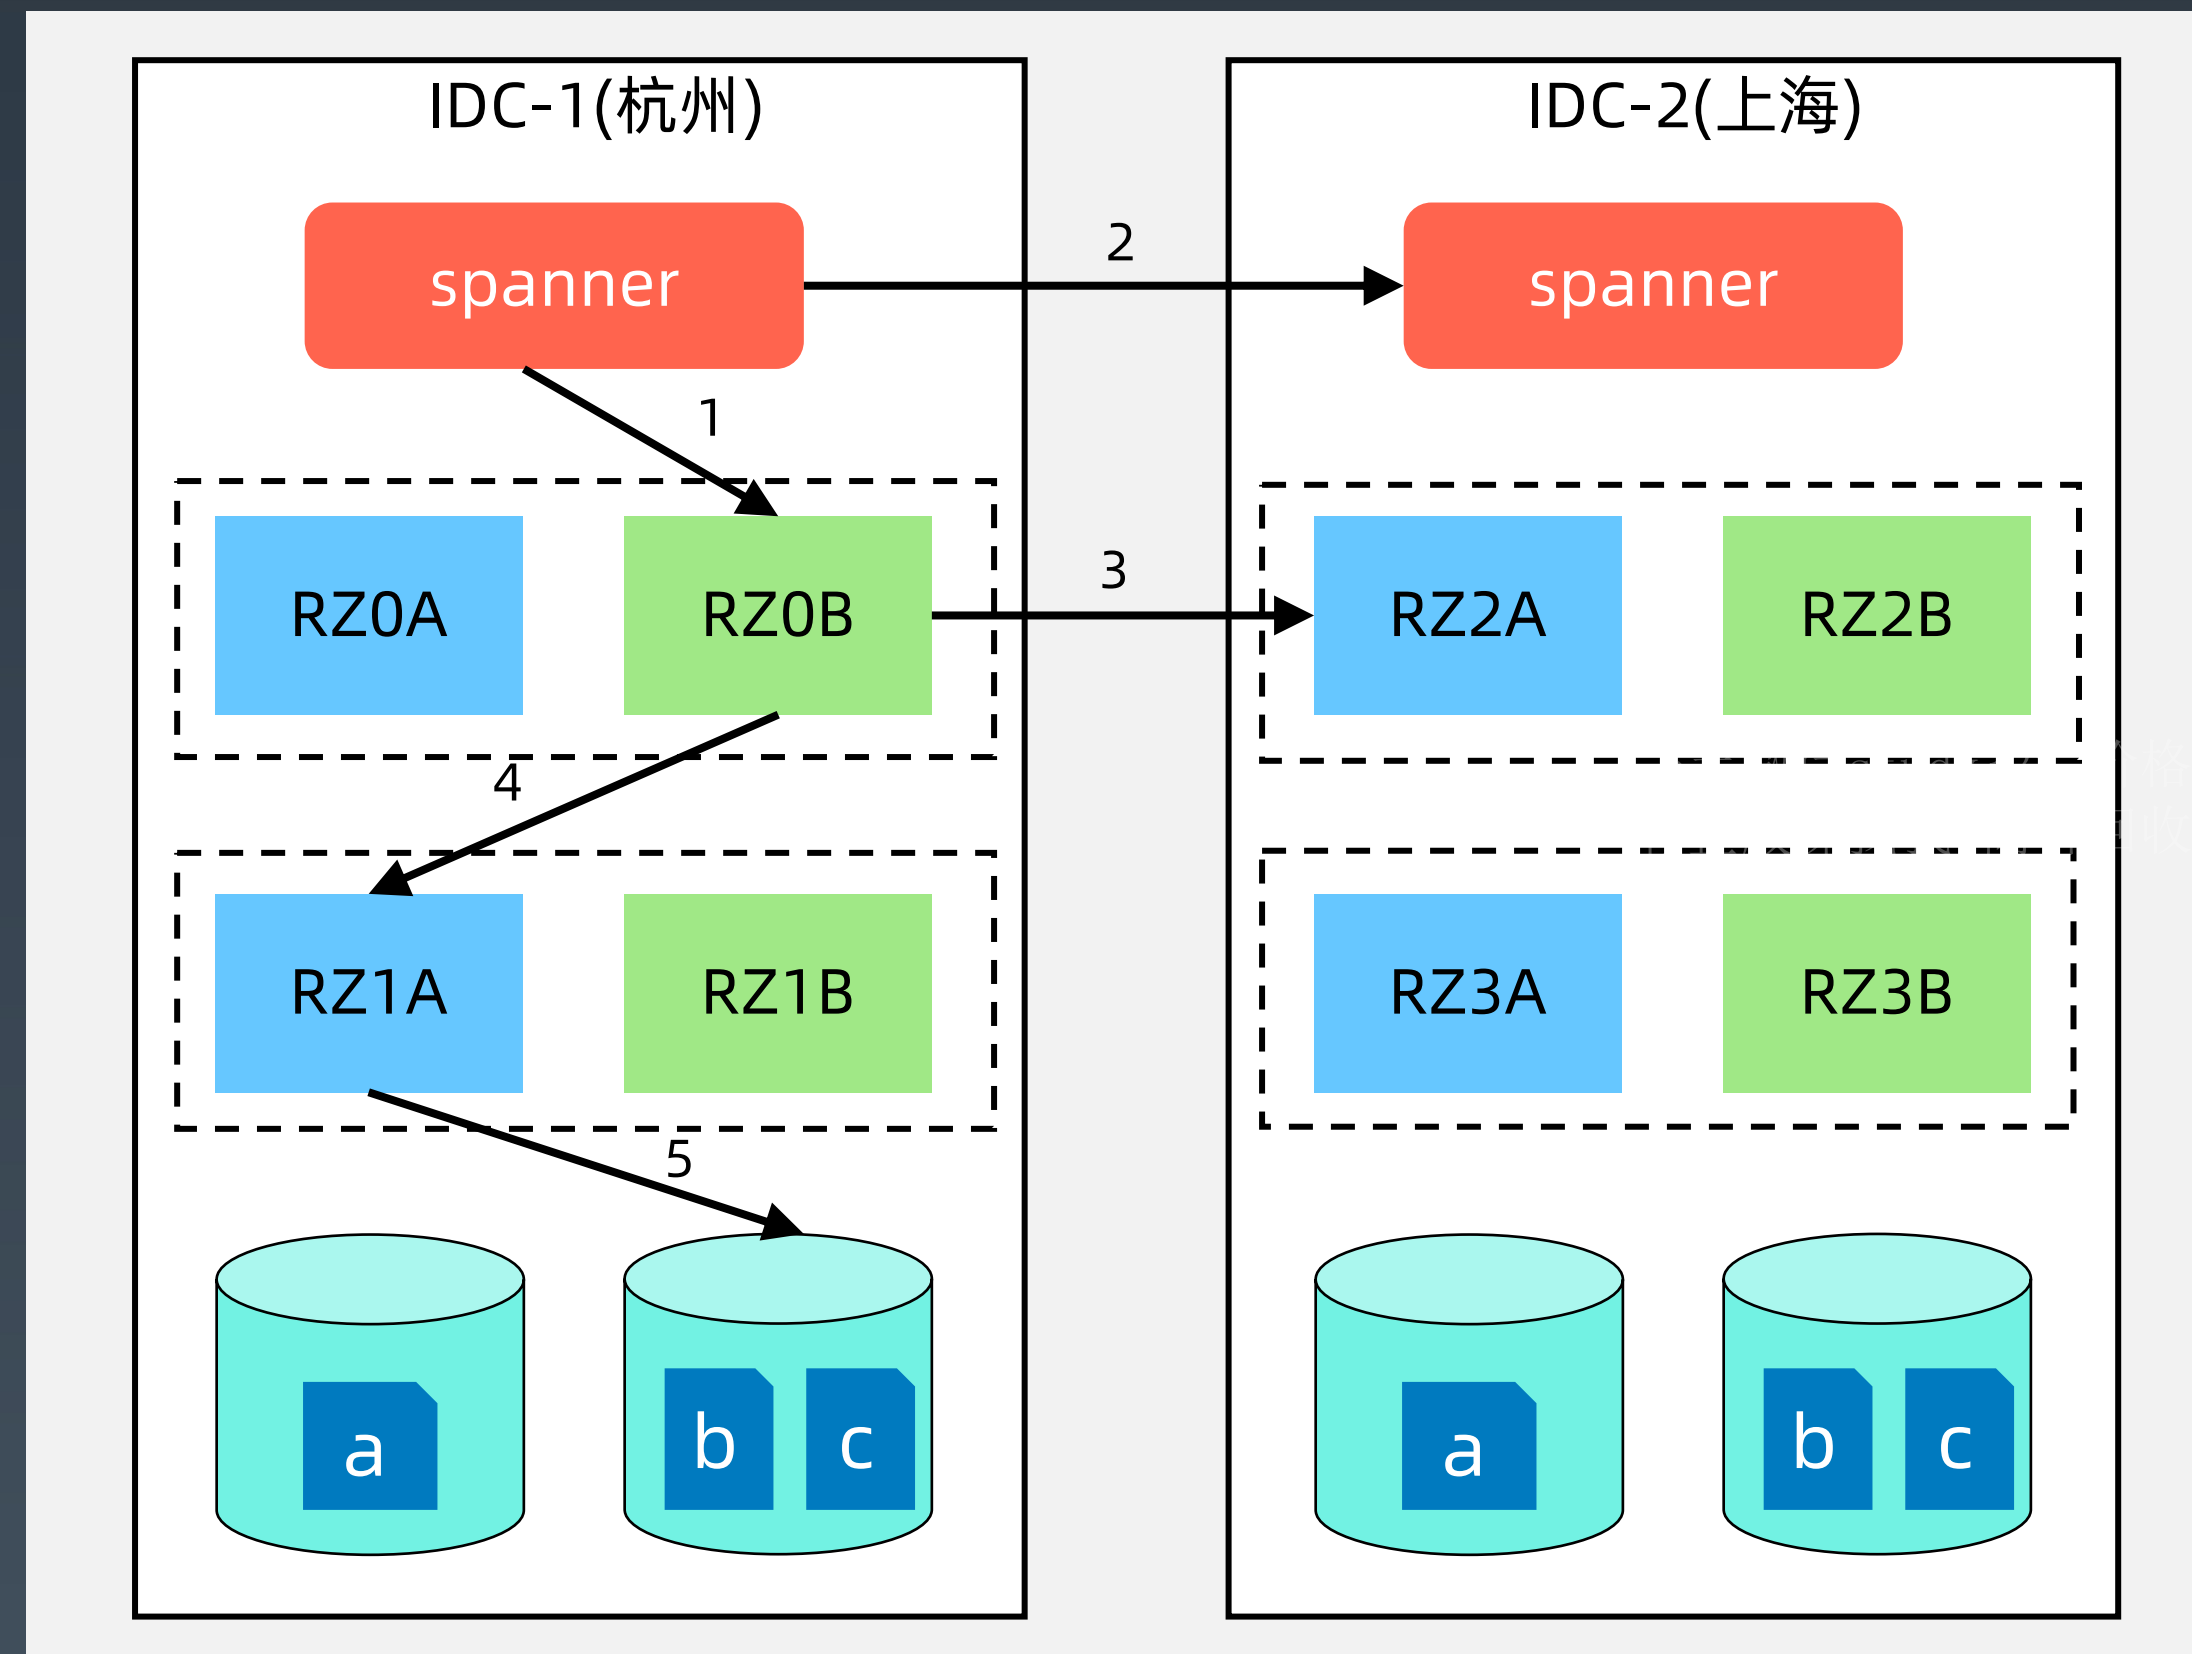 IDC-1(杭州)
IDC-2(上海)
spanner
2
spanner
1
RZ0A
RZ0B
3
RZ2A
RZ2B
4
RZ1A
RZ1B
RZ3A
RZ3B
5
a
b
c
a
b
c